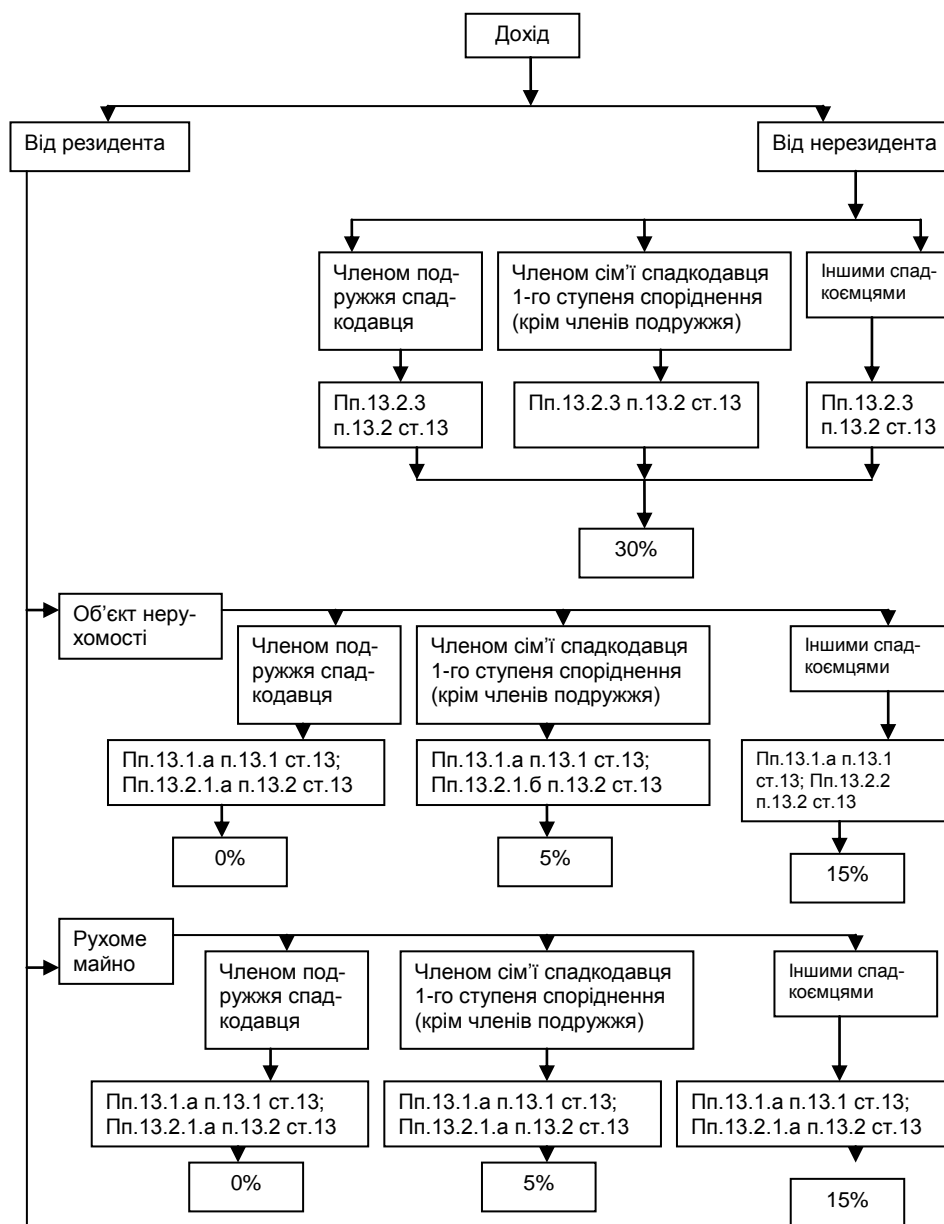 Дохід
Від резидента
Від нерезидента
Членом под-
ружжя спад-
кодавця
Членом сім’ї спадкодавця
1-го ступеня споріднення
(крім членів подружжя)
Іншими спад-
коємцями
Пп.13.2.3
п.13.2 ст.13
Пп.13.2.3 п.13.2 ст.13
Пп.13.2.3
п.13.2 ст.13
30%
Об’єкт неру-
хомості
Членом под-
ружжя спад-
кодавця
Членом сім’ї спадкодавця
1-го ступеня споріднення
(крім членів подружжя)
Іншими спад-
коємцями
Пп.13.1.а п.13.1 ст.13;
Пп.13.2.1.а п.13.2 ст.13
Пп.13.1.а п.13.1 ст.13;
Пп.13.2.1.б п.13.2 ст.13
Пп.13.1.а п.13.1
ст.13; Пп.13.2.2
п.13.2 ст.13
0%
5%
15%
Рухоме
майно
Членом под-
ружжя спад-
кодавця
Членом сім’ї спадкодавця
1-го ступеня споріднення
(крім членів подружжя)
Іншими спад-
коємцями
Пп.13.1.а п.13.1 ст.13;
Пп.13.2.1.а п.13.2 ст.13
Пп.13.1.а п.13.1 ст.13;
Пп.13.2.1.а п.13.2 ст.13
Пп.13.1.а п.13.1 ст.13;
Пп.13.2.1.а п.13.2 ст.13
0%
5%
15%